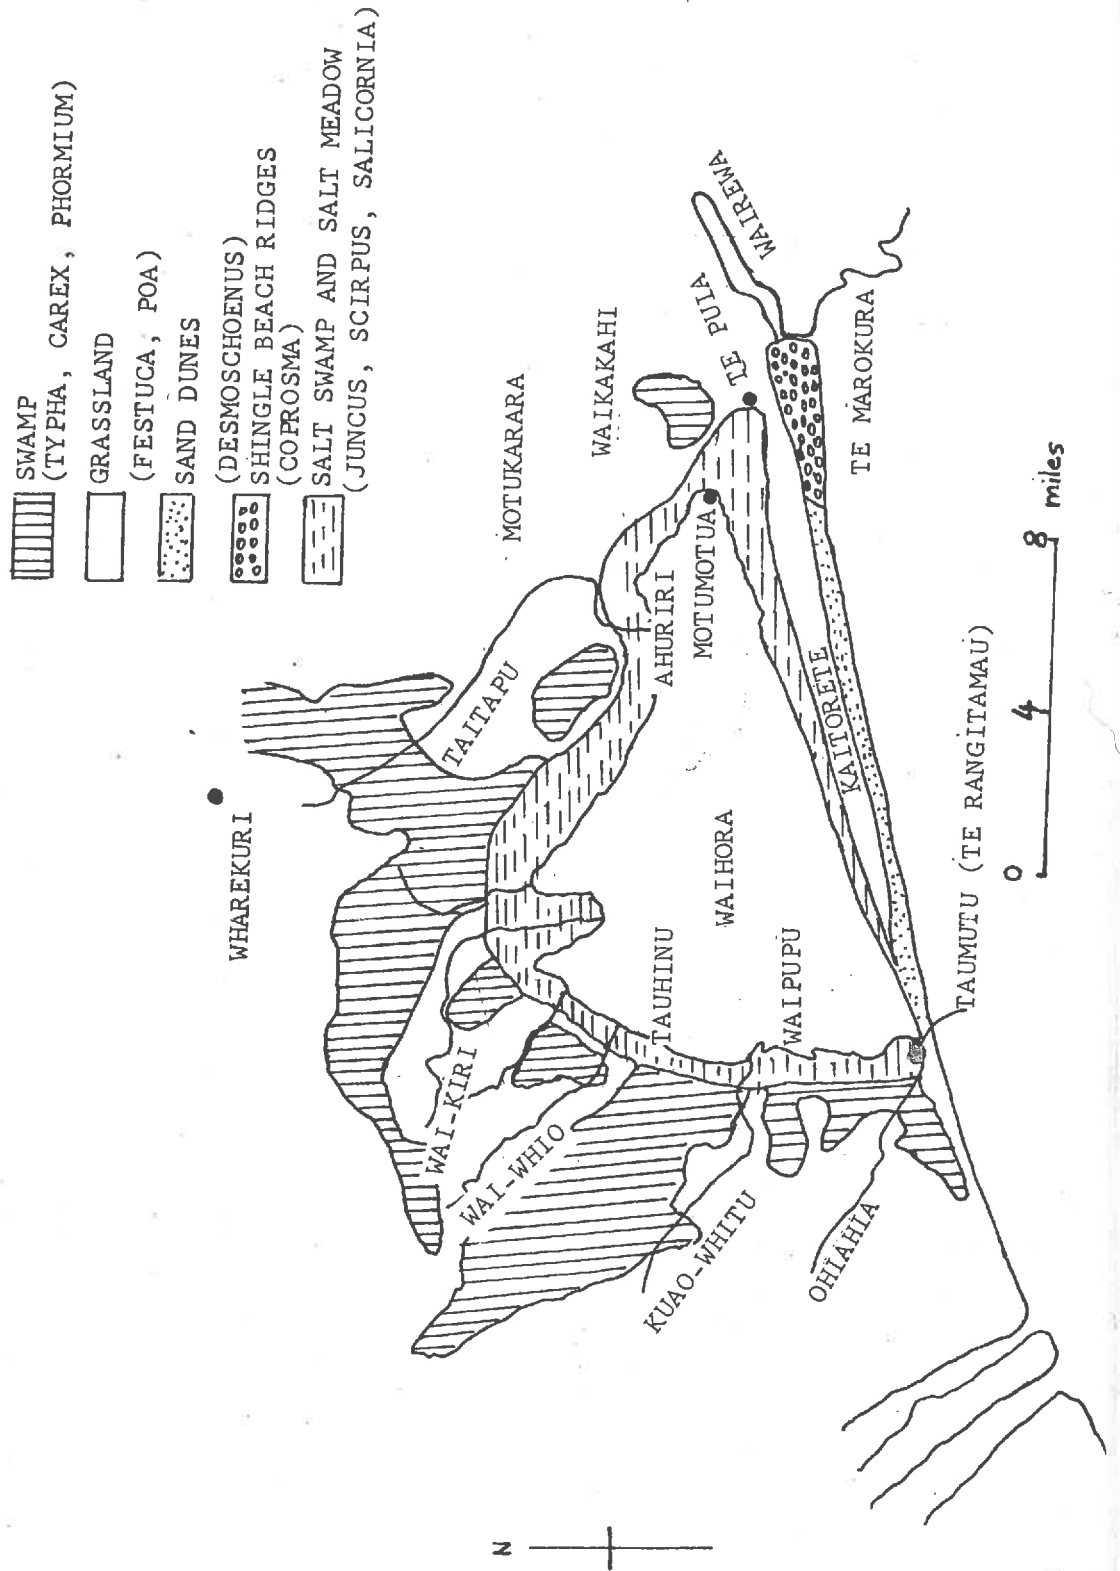 SWAMP
(TYPHA, CAREX, PHORMIUM)
GRASSLAND
(FESTUCA, POA)
SAND DUNES
(DESMOSCHOENUS)
SHINGLE BEACH RIDGES
(COPROSMA)
SALT SWAMP AND SALT MEADOW
(JUNCUS, SCIRPUS, SALICORNIA)
WHAREKURI
TAITAPU
MOTUKARARA
WAIKAKAHI
AHURIRI
MOTUMOTUA
TE PULA
WAIREWA
TE MAROKURA
KAITORETE
WAIHORA
TAUHINU
WAIPUPU
WAI-KIRI
WAI-WHIO
KUAO-WHITU
OHIAHIA
TAUMUTU (TE RANGITAMAU)
0 4 8 miles
N